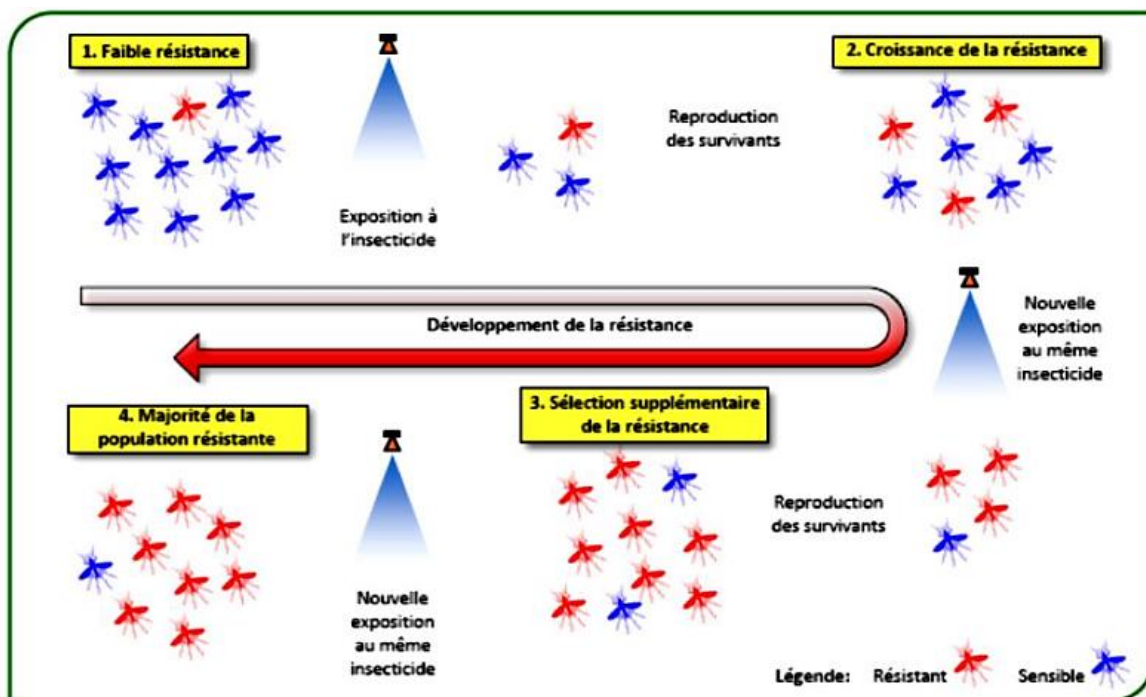 1. Faible résistance
2. Croissance de la résistance
Reproduction
des survivants
Exposition à
l’insecticide
Développement de la résistance
Nouvelle
exposition
au même
insecticide
3. Sélection supplémentaire
de la résistance
4. Majorité de la
population résistante
Reproduction
des survivants
Nouvelle
exposition
au même
insecticide
Légende: Résistant Sensible